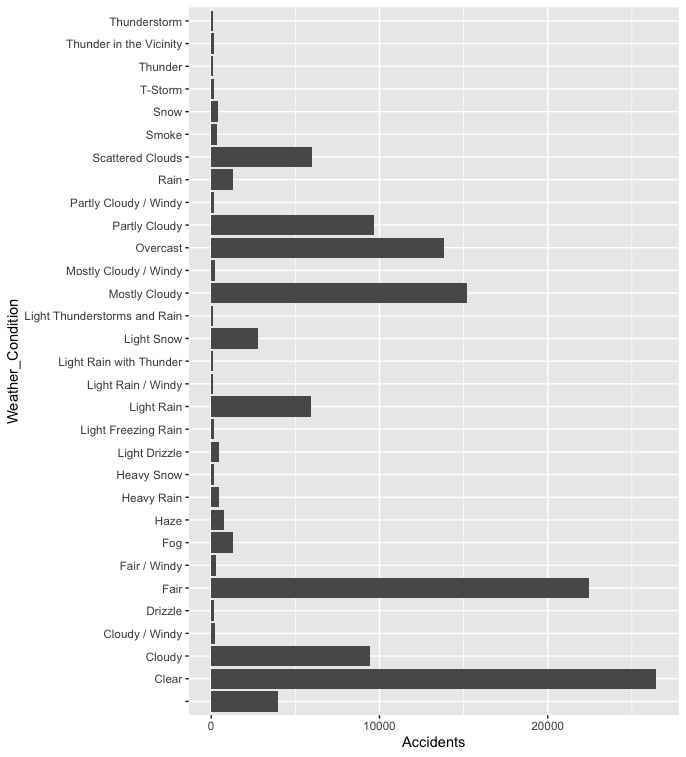 Thunderstorm
Thunder in the Vicinity
Thunder
T-Storm
Snow
Smoke
Scattered Clouds
Rain
Partly Cloudy / Windy
Partly Cloudy
Overcast
Mostly Cloudy / Windy
Mostly Cloudy
Light Thunderstorms and Rain
Light Snow
Light Rain with Thunder
Light Rain / Windy
Light Rain
Light Freezing Rain
Light Drizzle
Heavy Snow
Heavy Rain
Haze
Fog
Fair / Windy
Fair
Drizzle
Cloudy / Windy
Cloudy
Clear
Weather_Condition
0 10000 20000
Accidents